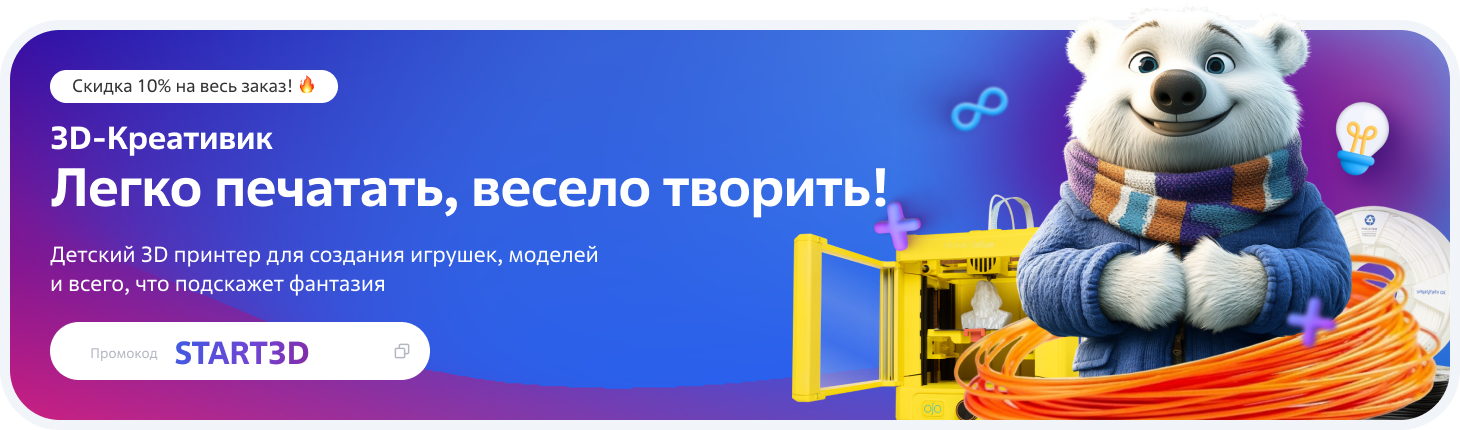 Скидка 10% на весь заказ! 🔥
3D-Креативик
Легко печатать, весело творить!
Детский 3D принтер для создания игрушек, моделей
и всего, что подскажет фантазия
Промокод START3D